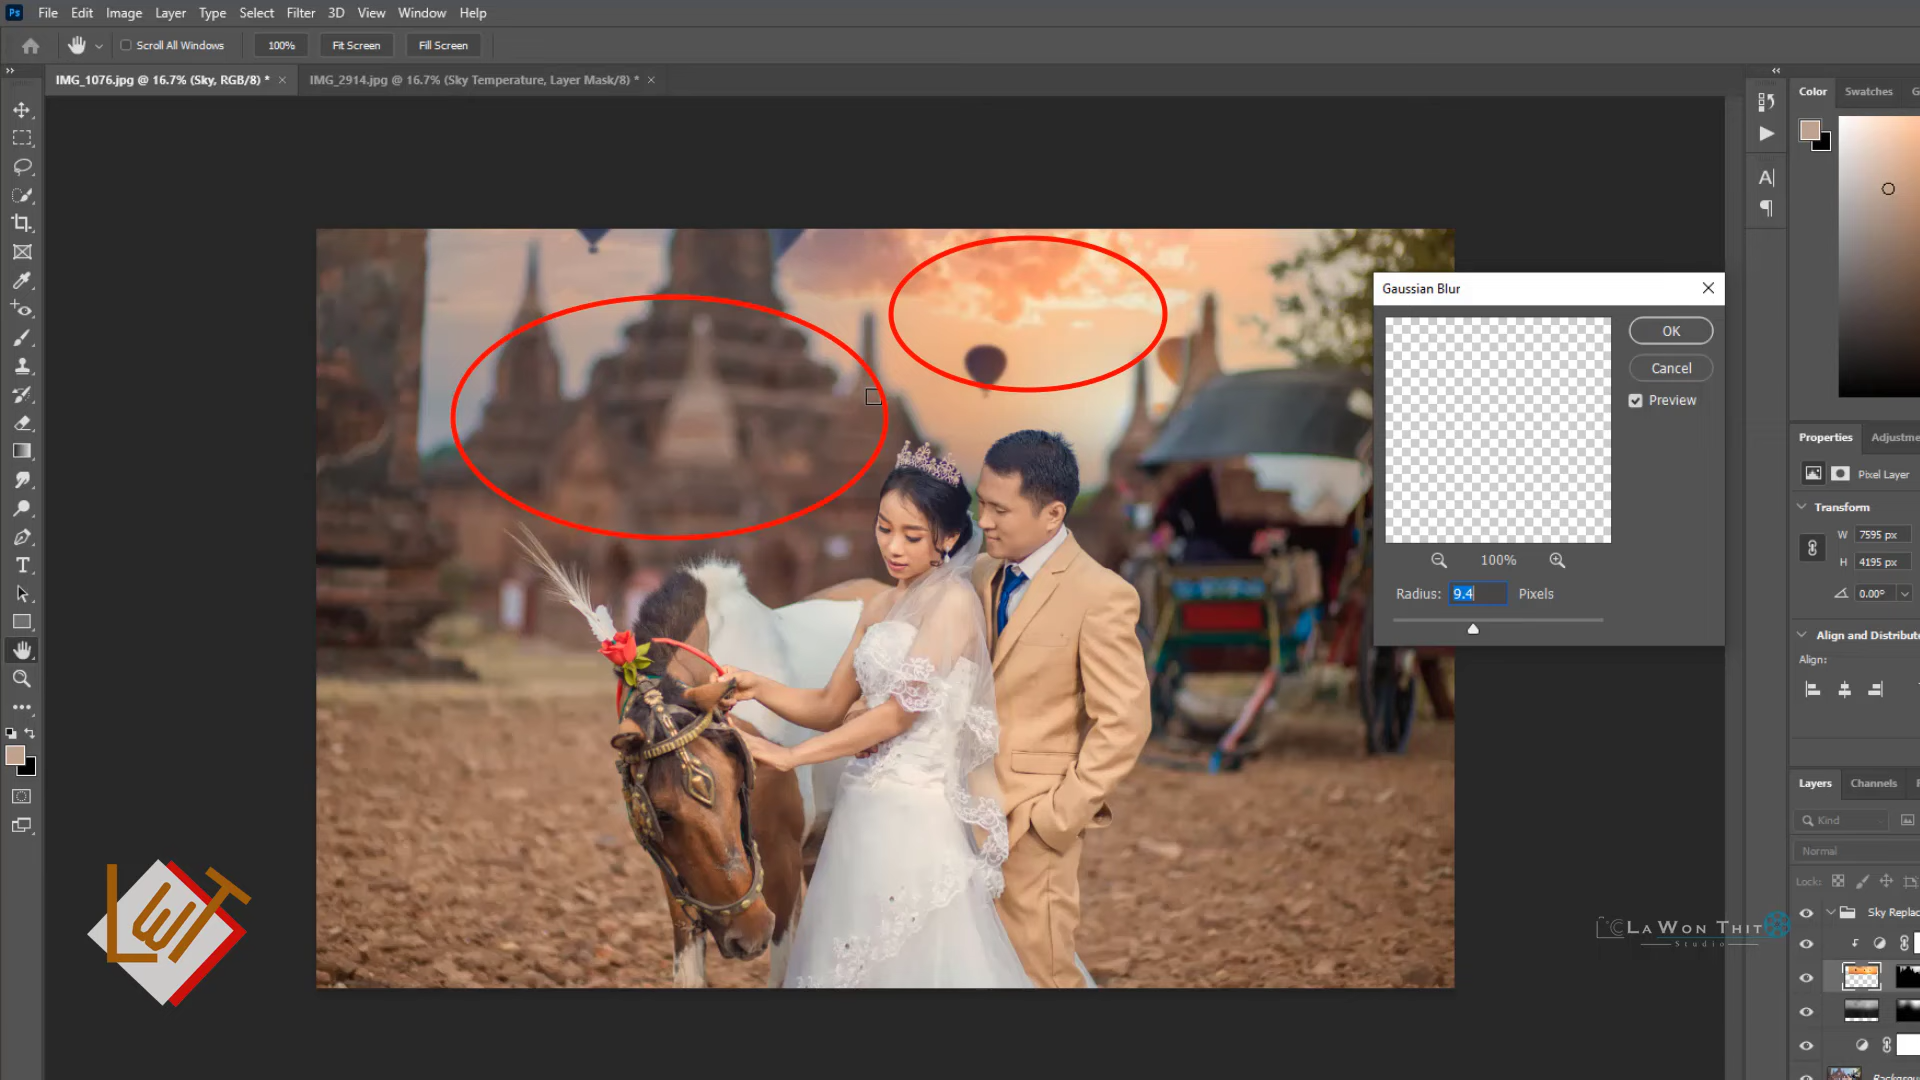 Ps File Edit Image Layer Type Select Filter 3D View Window Help
Scroll All Windows 100% Fit Screen Fill Screen
IMG_1076.jpg @ 16.7% (Sky, RGB/8) * × IMG_2914.jpg @ 16.7% (Sky Temperature, Layer Mask/8) * ×
Color Swatches G
Gaussian Blur
OK
Cancel
Preview
100%
Radius: 9.4 Pixels
Properties Adjustme
Pixel Layer
Transform
W 7595 px
H 4195 px
0.00°
Align and Distribute
Align:
Layers Channels
Kind
Normal
Lock:
Sky Replac
Background
LWT
LA WON THIT
Studio